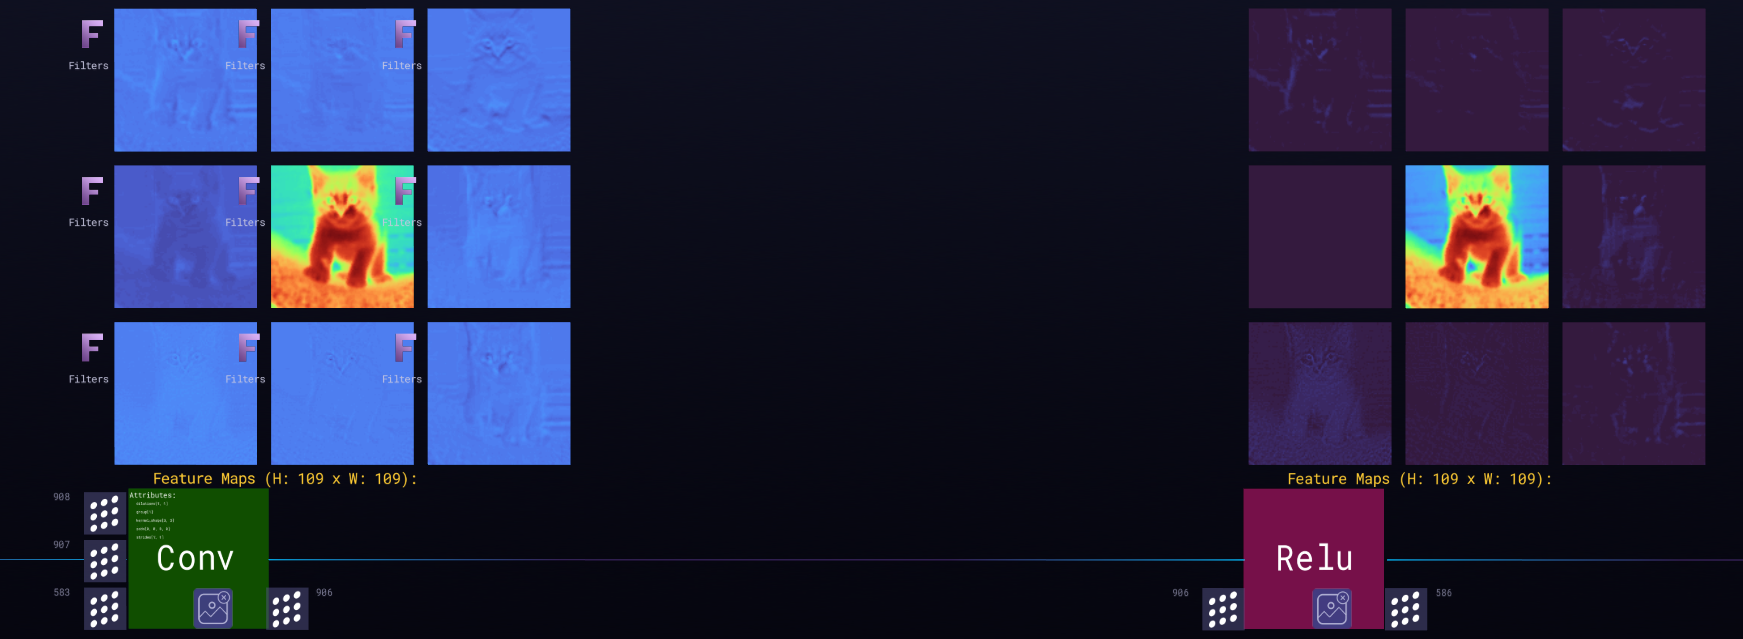 F F F
Filters Filters Filters
F F F
Filters Filters Filters
F F F
Filters Filters Filters
Feature Maps (H: 109 x W: 109):
Feature Maps (H: 109 x W: 109):
908
Attributes:
907
Conv
583
906
Relu
906
586